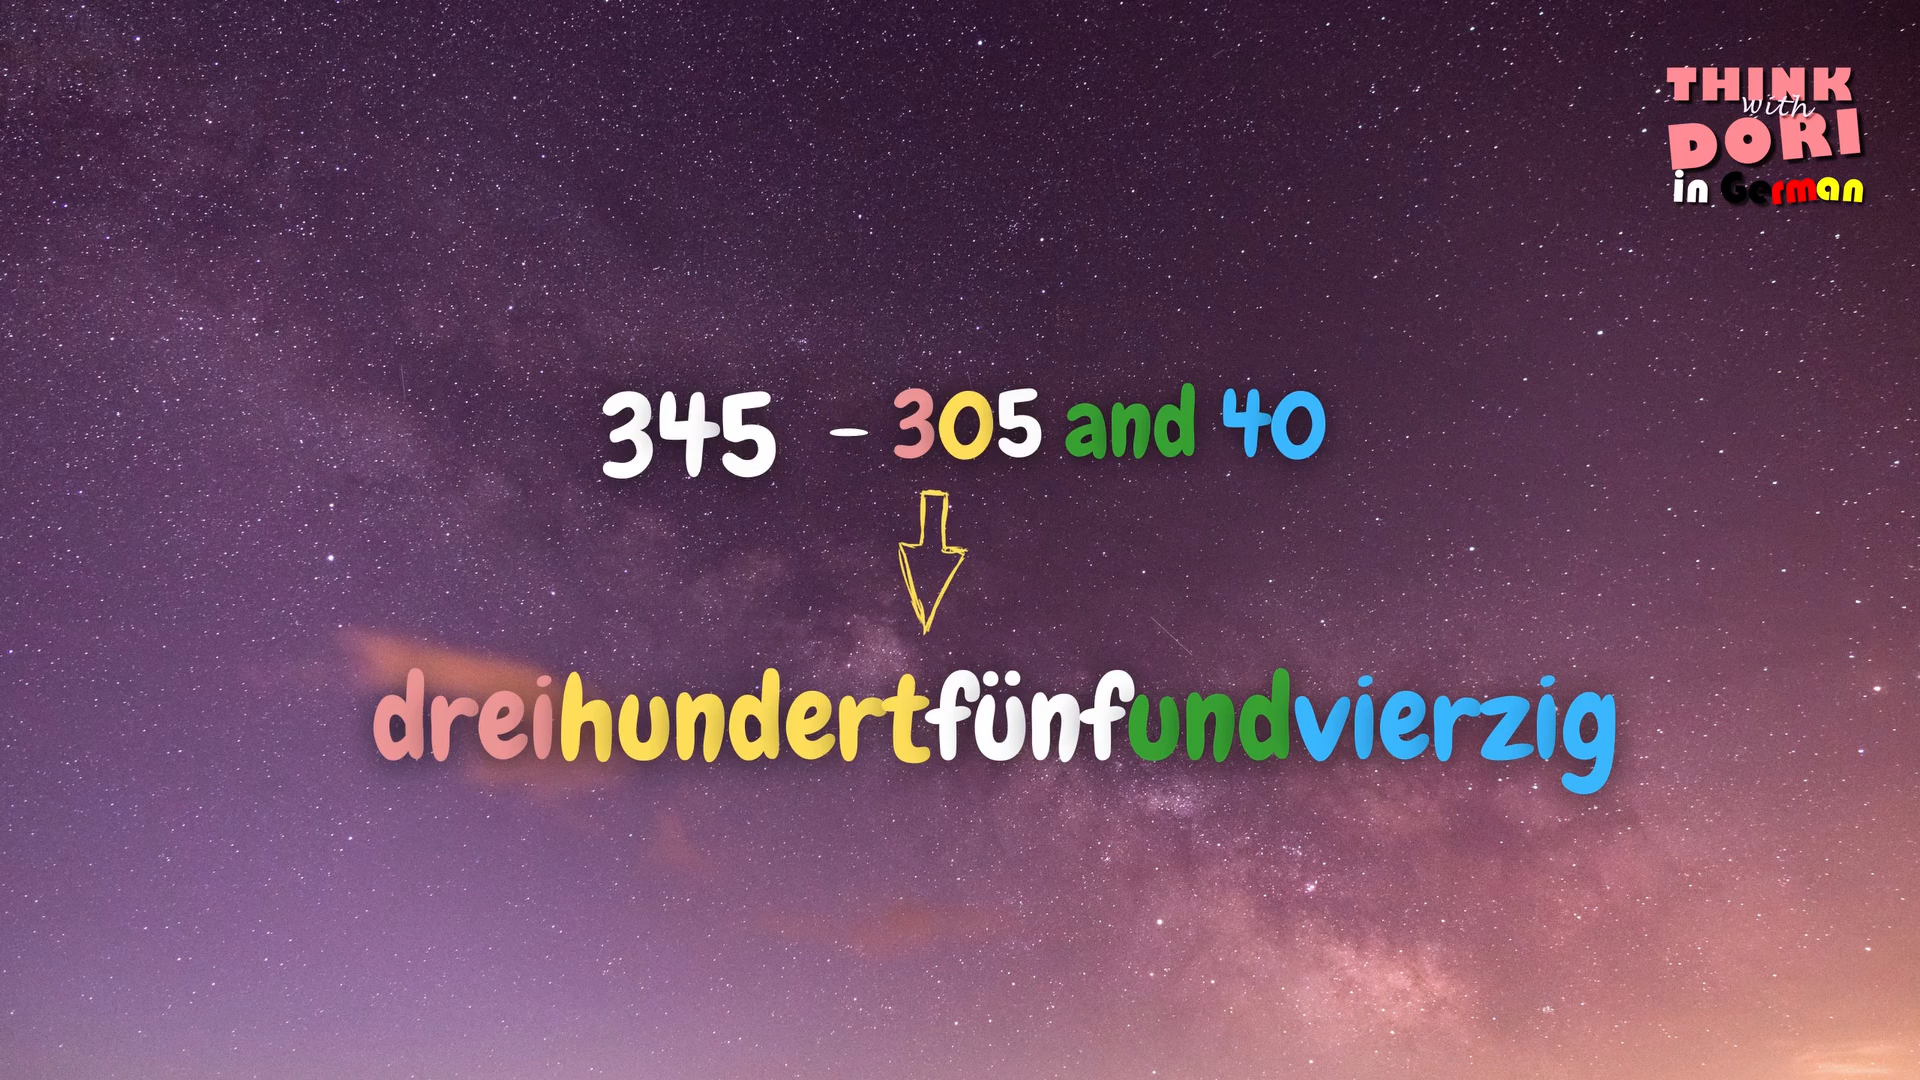 THINK
with
DORI
in German
345 - 305 and 40
dreihundertfünfundvierzig